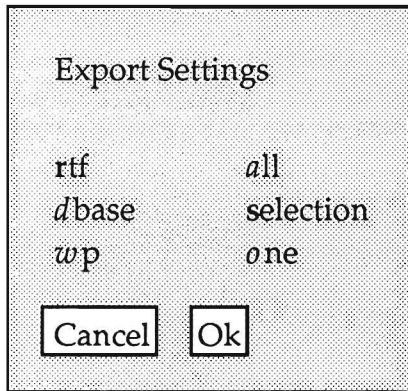 Export Settings
rtf all
dbase selection
wp one
Cancel Ok